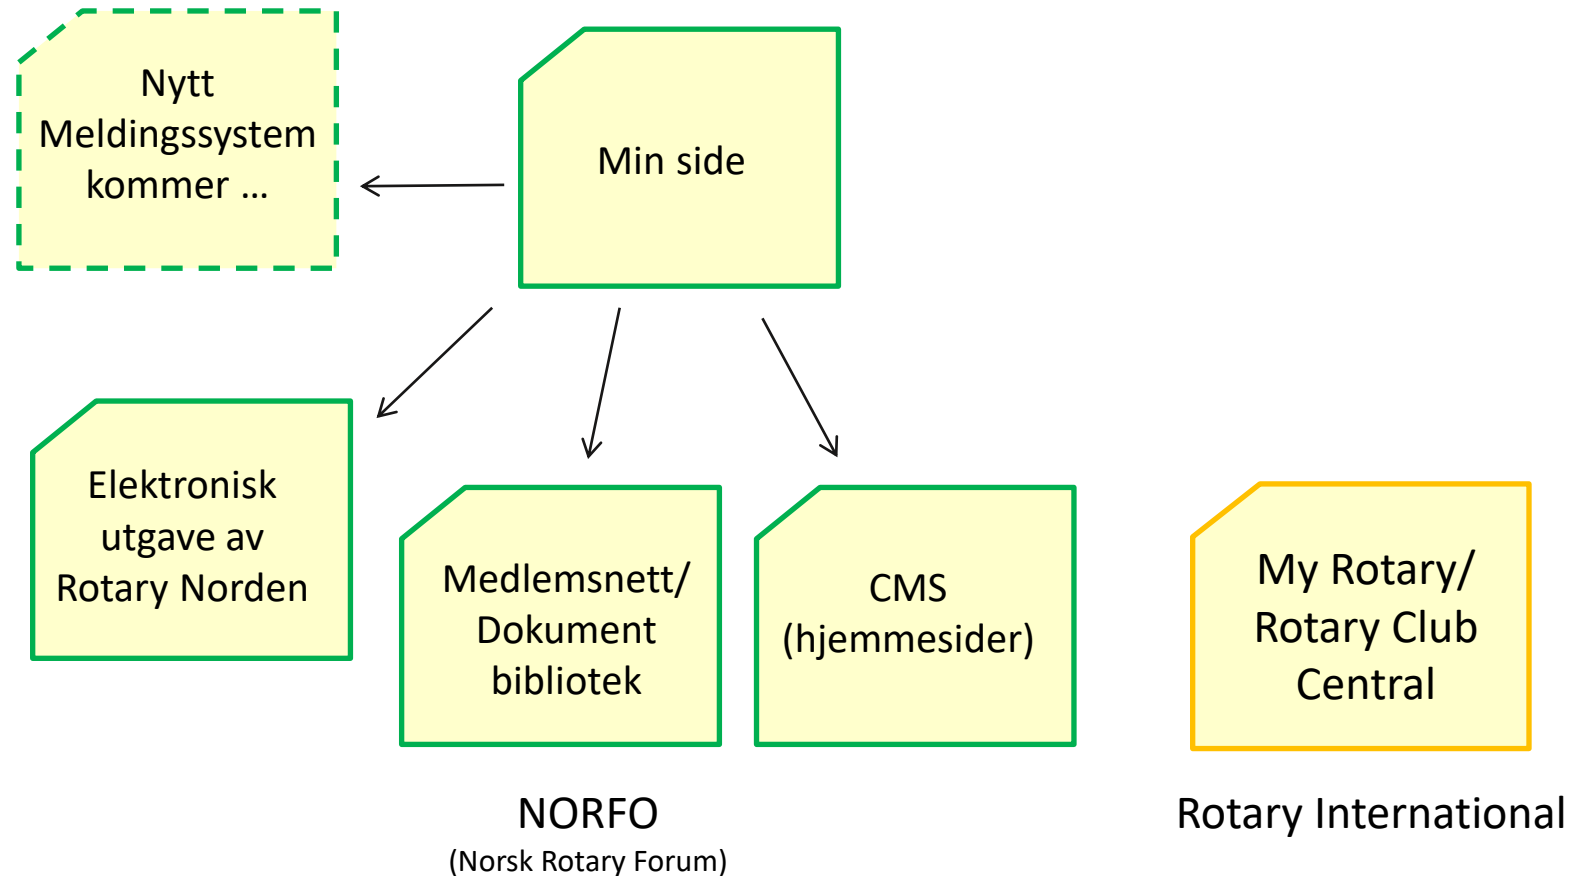 Nytt
Meldingssystem
kommer …
Min side
Elektronisk
utgave av
Rotary Norden
Medlemsnett/
Dokument
bibliotek
CMS
(hjemmesider)
My Rotary/
Rotary Club
Central
NORFO
(Norsk Rotary Forum)
Rotary International